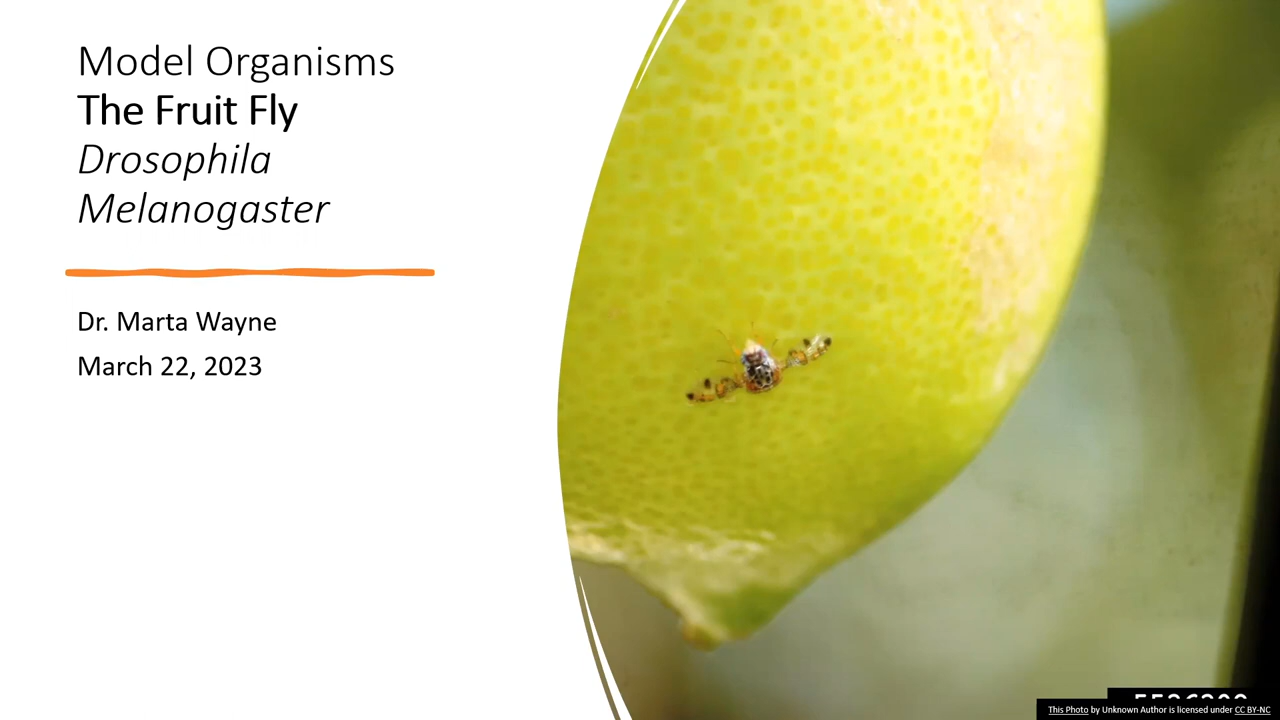 Model Organisms
The Fruit Fly
Drosophila
Melanogaster
Dr. Marta Wayne
March 22, 2023
This Photo by Unknown Author is licensed under CC BY-NC